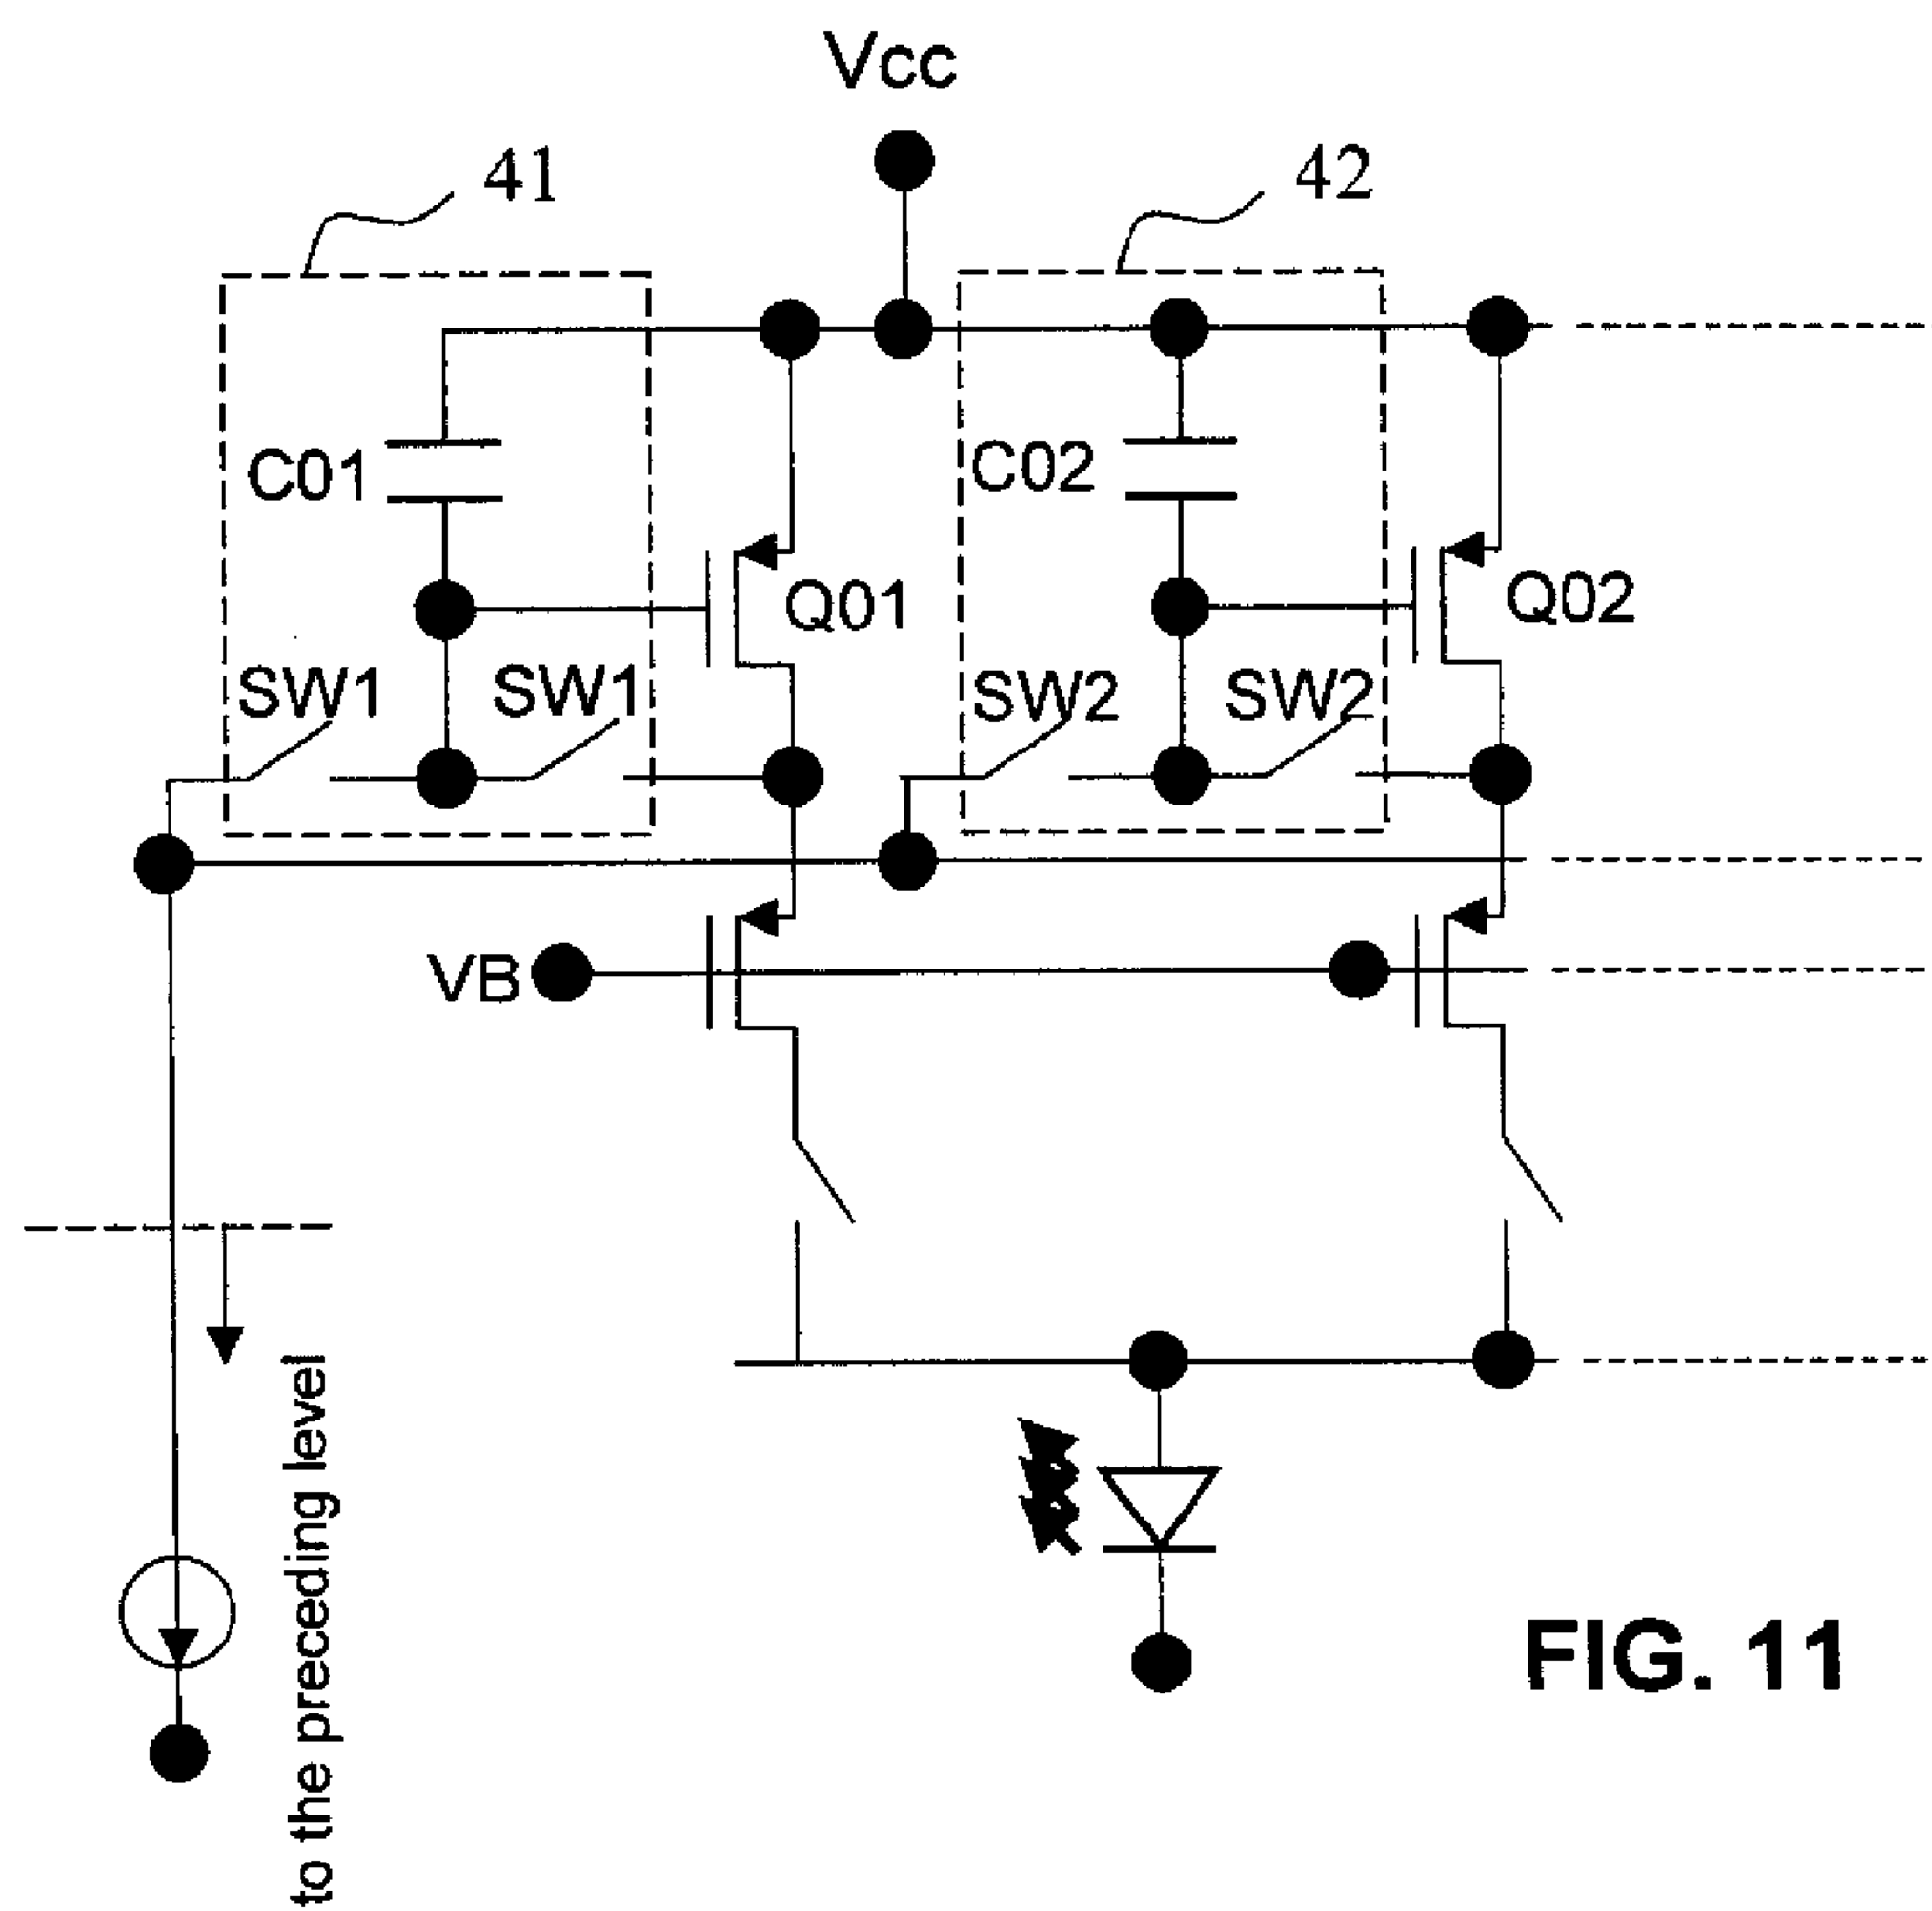 Vcc
41
42
C01
C02
Q01
Q02
SW1
SW1
SW2
SW2
VB
to the preceding level
FIG. 11